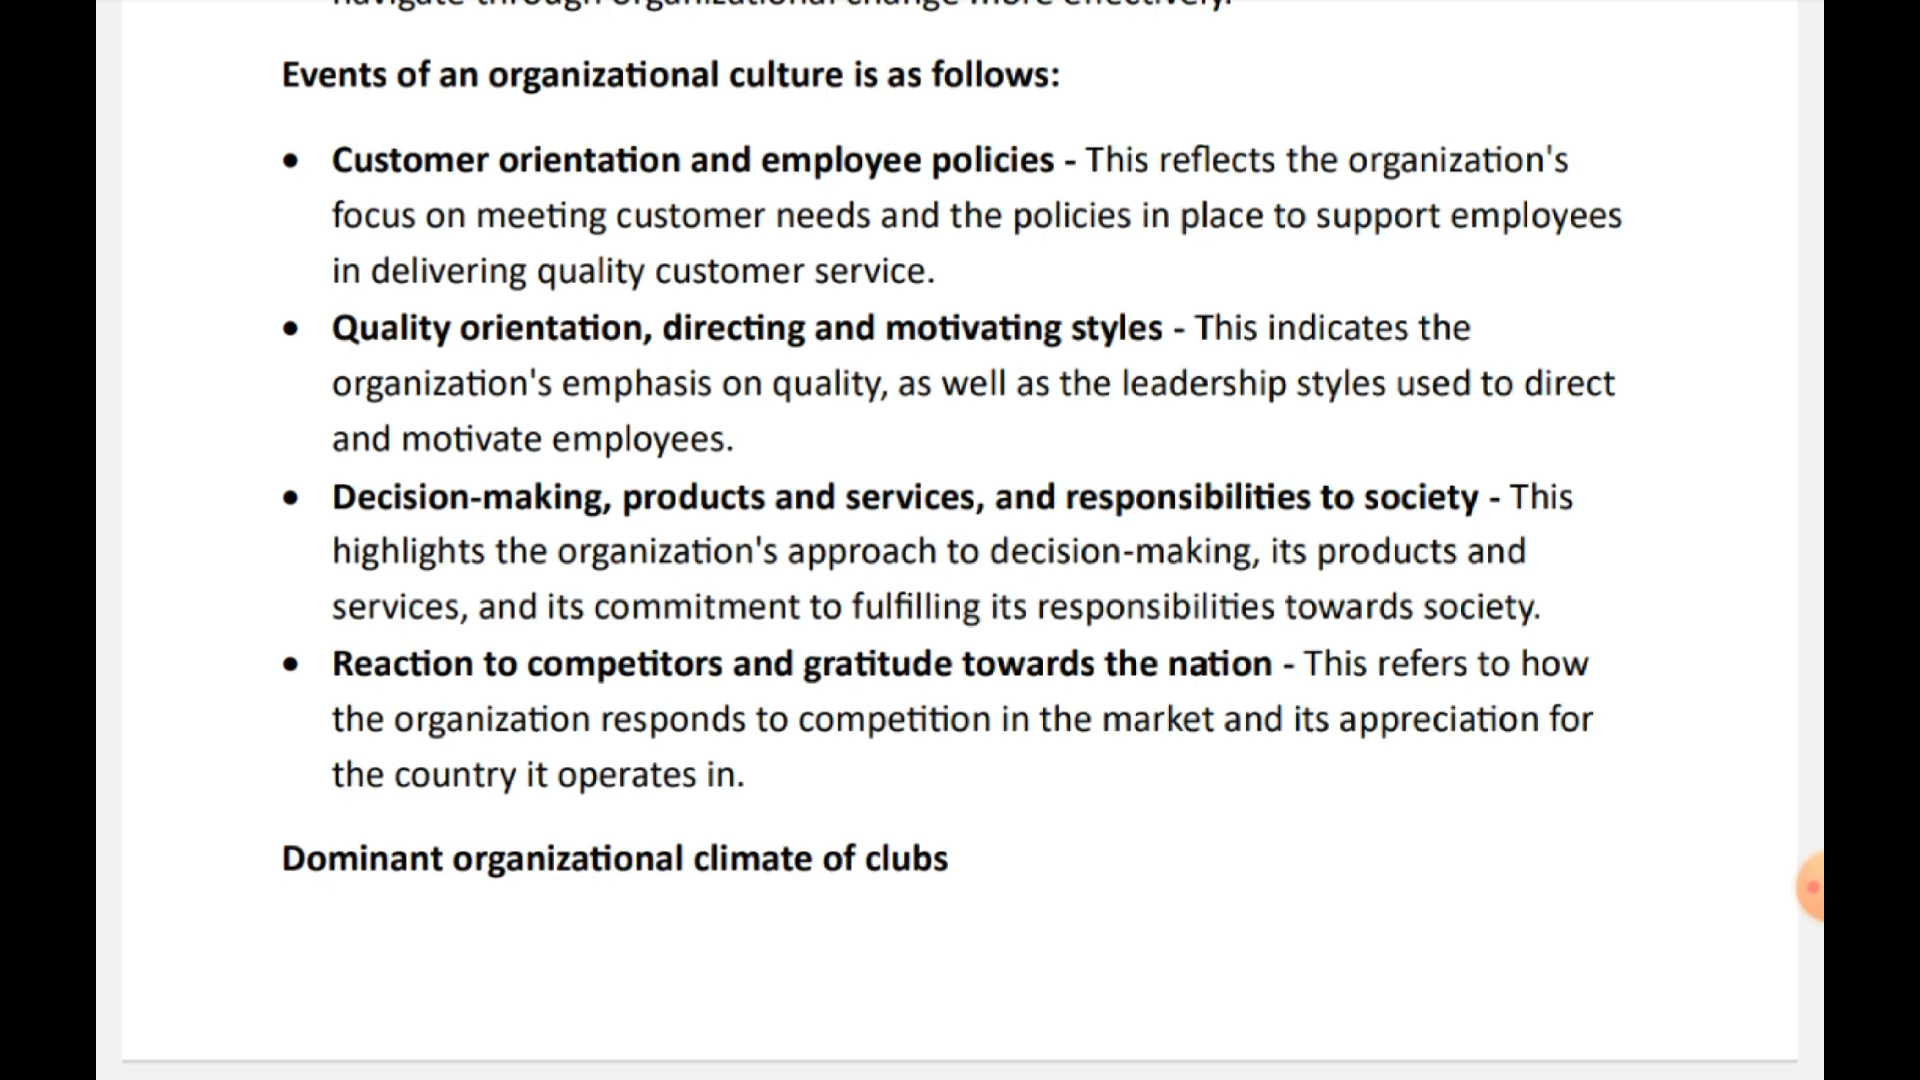 navigate through organizational change more effectively.
Events of an organizational culture is as follows:
• Customer orientation and employee policies - This reflects the organization's
focus on meeting customer needs and the policies in place to support employees
in delivering quality customer service.
• Quality orientation, directing and motivating styles - This indicates the
organization's emphasis on quality, as well as the leadership styles used to direct
and motivate employees.
• Decision-making, products and services, and responsibilities to society - This
highlights the organization's approach to decision-making, its products and
services, and its commitment to fulfilling its responsibilities towards society.
• Reaction to competitors and gratitude towards the nation - This refers to how
the organization responds to competition in the market and its appreciation for
the country it operates in.
Dominant organizational climate of clubs